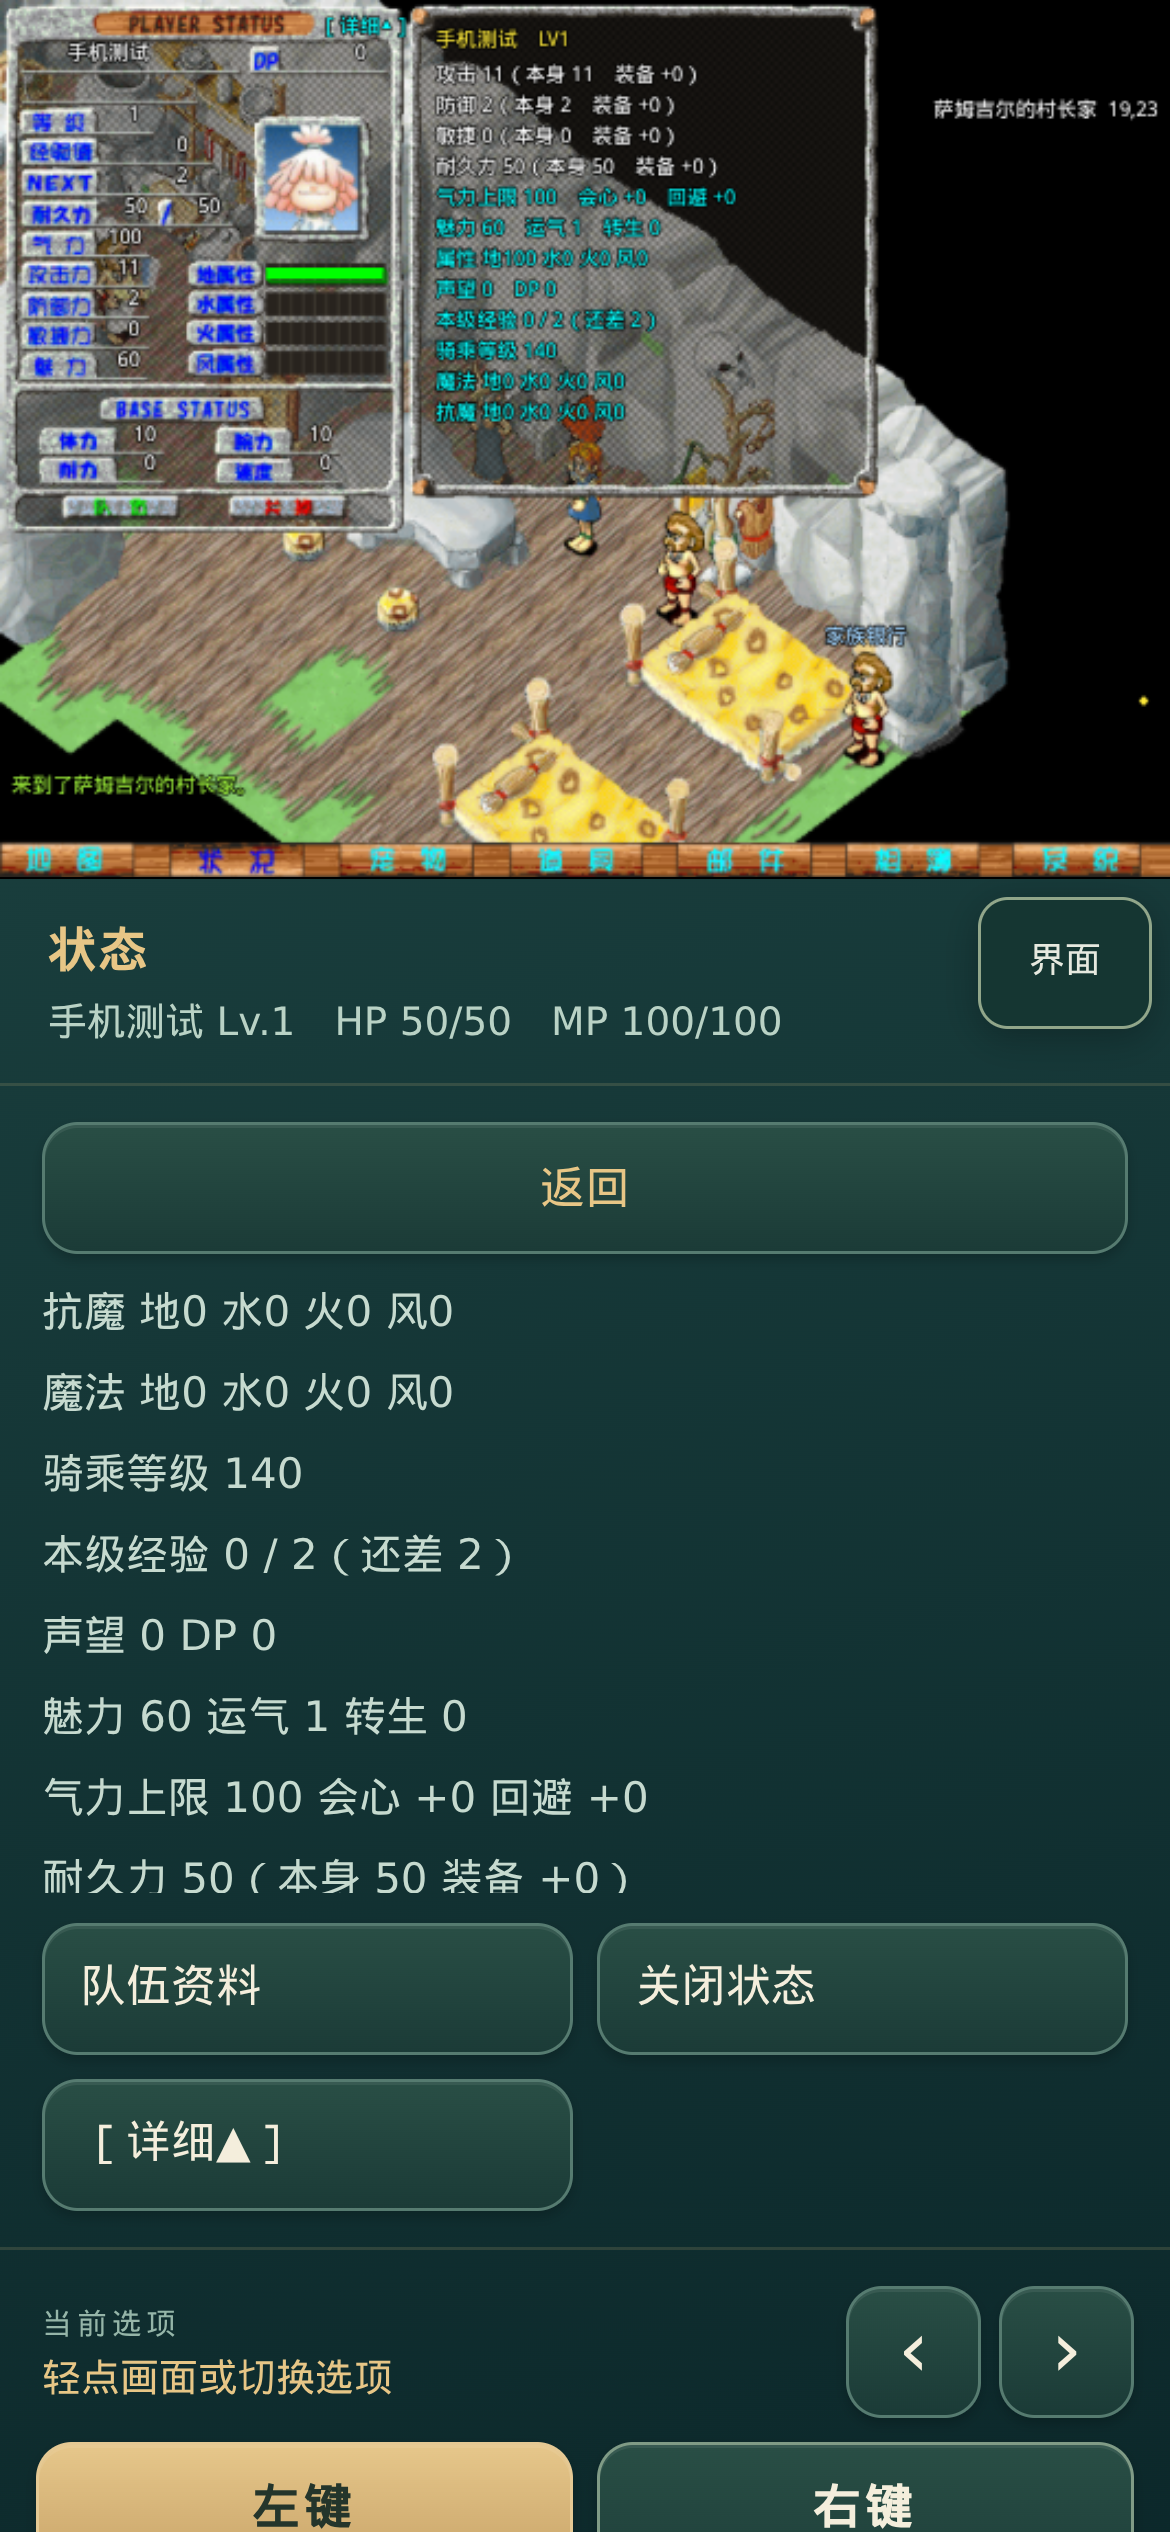 PLAYER STATUS
[ 详细▲ ]
手机测试
DP 0
等级 1
经验值 0
NEXT 2
耐久力 50 / 50
气力 100
攻击力 11
防御力 2
敏捷力 0
魅力 60
地属性
水属性
火属性
风属性
BASE STATUS
体力 10
腕力 10
耐力 0
速度 0
手机测试 LV1
攻击 11 ( 本身 11 装备 +0 )
防御 2 ( 本身 2 装备 +0 )
敏捷 0 ( 本身 0 装备 +0 )
耐久力 50 ( 本身 50 装备 +0 )
气力上限 100 会心 +0 回避 +0
魅力 60 运气 1 转生 0
属性 地100 水0 火0 风0
声望 0 DP 0
本级经验 0 / 2 ( 还差 2 )
骑乘等级 140
魔法 地0 水0 火0 风0
抗魔 地0 水0 火0 风0
萨姆吉尔的村长家 19,23
家族银行
来到了萨姆吉尔的村长家。
地图 状况 宠物 道具 邮件 相簿 系统
状态
界面
手机测试 Lv.1 HP 50/50 MP 100/100
返回
抗魔 地0 水0 火0 风0
魔法 地0 水0 火0 风0
骑乘等级 140
本级经验 0 / 2 ( 还差 2 )
声望 0 DP 0
魅力 60 运气 1 转生 0
气力上限 100 会心 +0 回避 +0
耐久力 50 ( 本身 50 装备 +0 )
队伍资料
关闭状态
[ 详细▲ ]
当前选项
轻点画面或切换选项
< >
左键
右键